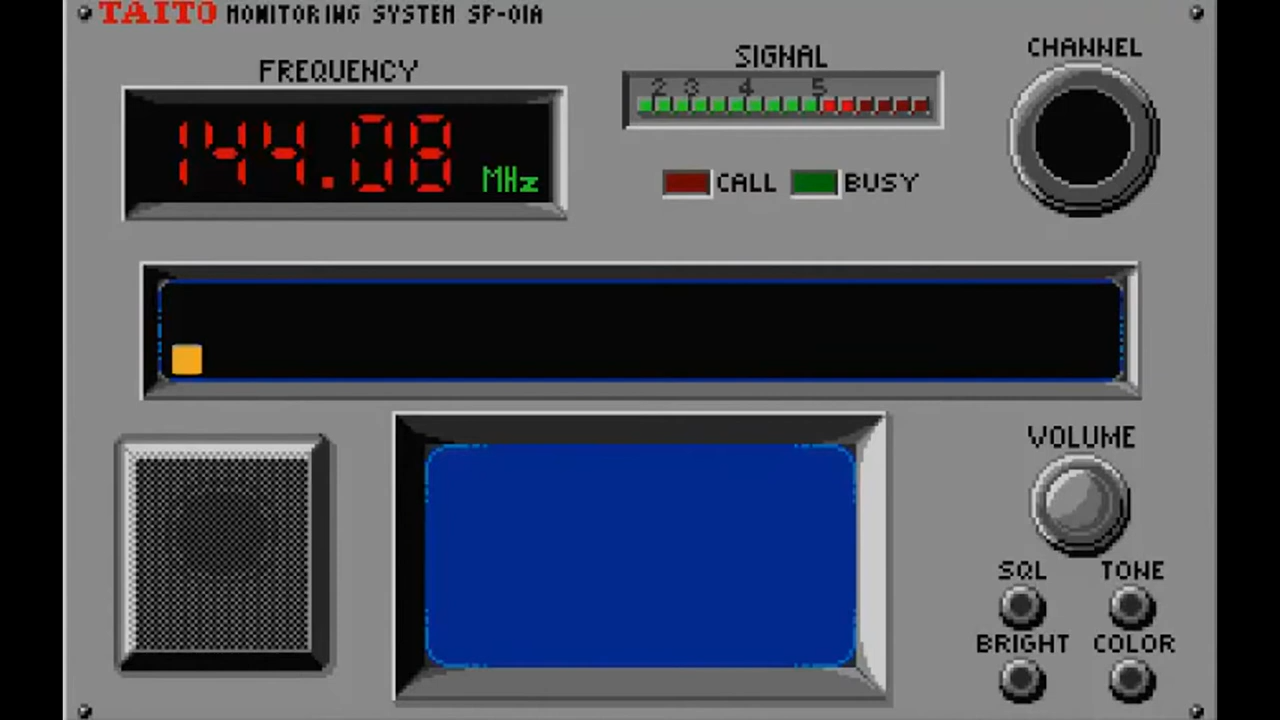 TAITO MONITORING SYSTEM SP-01A
FREQUENCY
SIGNAL
CHANNEL
2 3 4 5
144.08 MHz
CALL BUSY
VOLUME
SQL TONE
BRIGHT COLOR